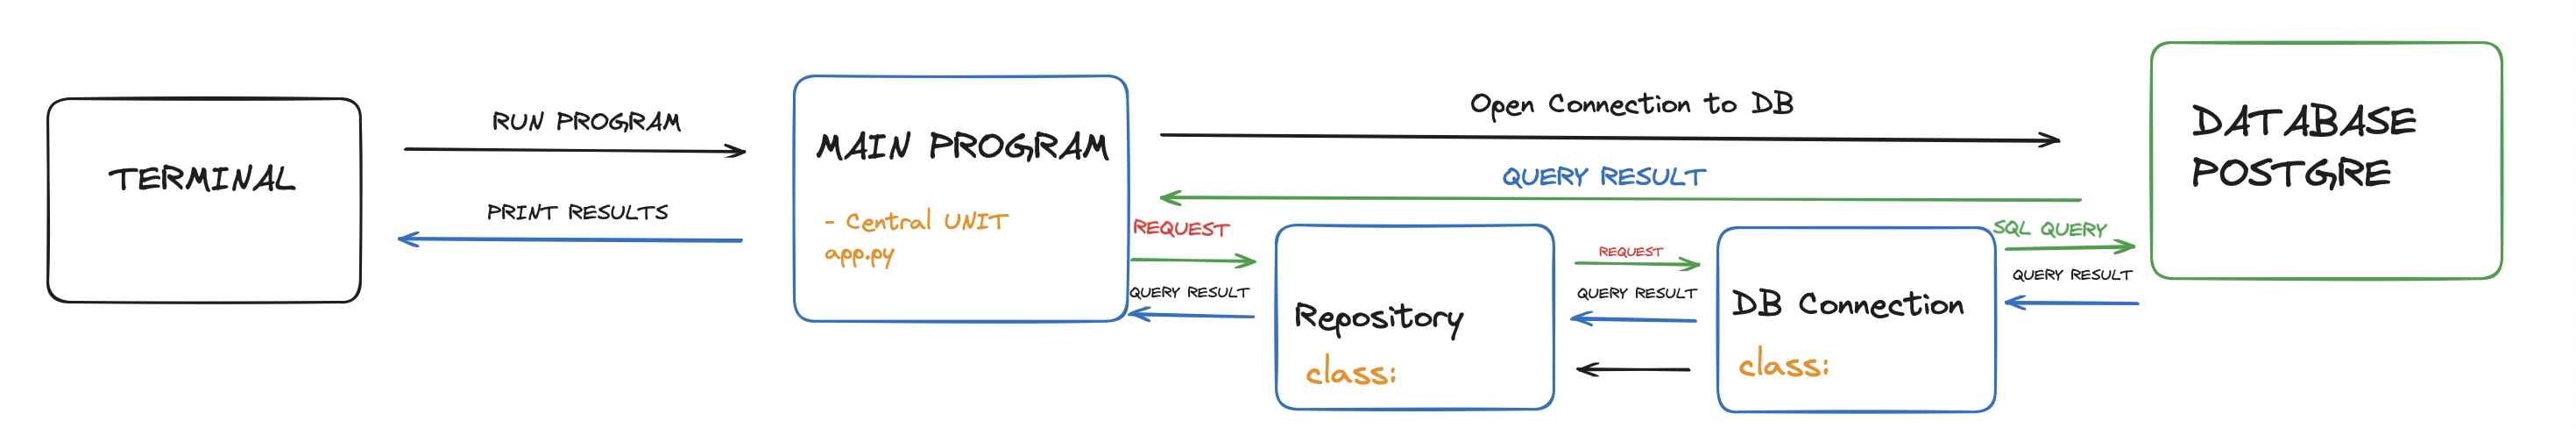 TERMINAL
RUN PROGRAM
PRINT RESULTS
MAIN PROGRAM
- Central UNIT
app.py
Open Connection to DB
QUERY RESULT
REQUEST
QUERY RESULT
Repository
class:
REQUEST
QUERY RESULT
DB Connection
class:
SQL QUERY
QUERY RESULT
DATABASE
POSTGRE